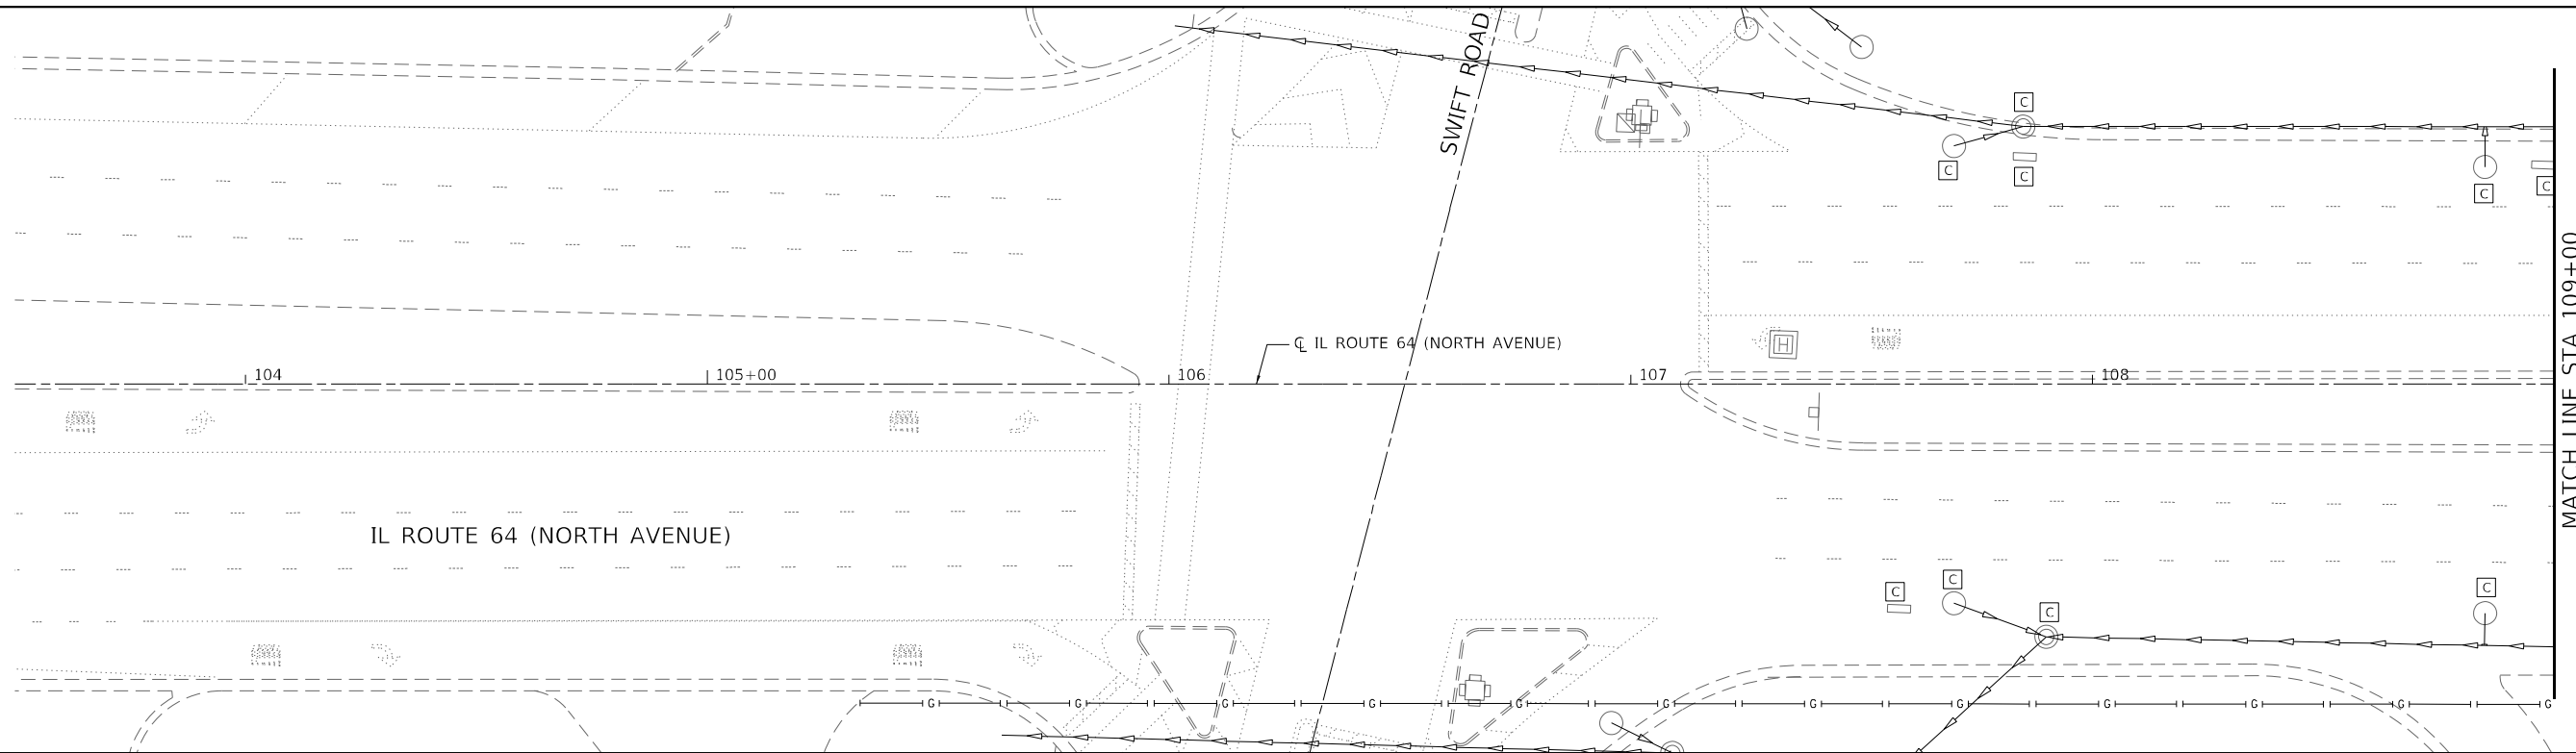 SWIFT ROAD
C
C
C
C
C
℄ IL ROUTE 64 (NORTH AVENUE)
H
104
105+00
106
107
108
MATCH LINE STA 109+00
IL ROUTE 64 (NORTH AVENUE)
C
C
C
C
G G G G G G G G G G G G